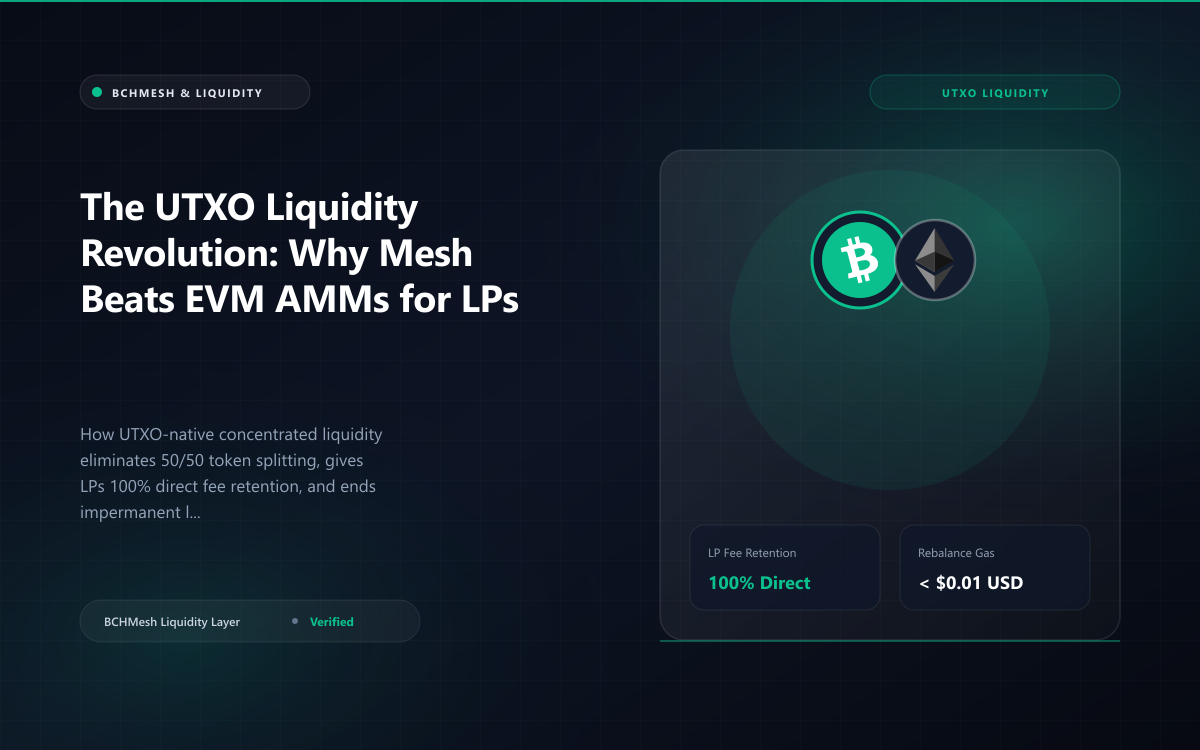 BCHMESH & LIQUIDITY
UTXO LIQUIDITY
The UTXO Liquidity
Revolution: Why Mesh
Beats EVM AMMs for LPs
How UTXO-native concentrated liquidity
eliminates 50/50 token splitting, gives
LPs 100% direct fee retention, and ends
impermanent l...
LP Fee Retention
100% Direct
Rebalance Gas
< $0.01 USD
BCHMesh Liquidity Layer
Verified